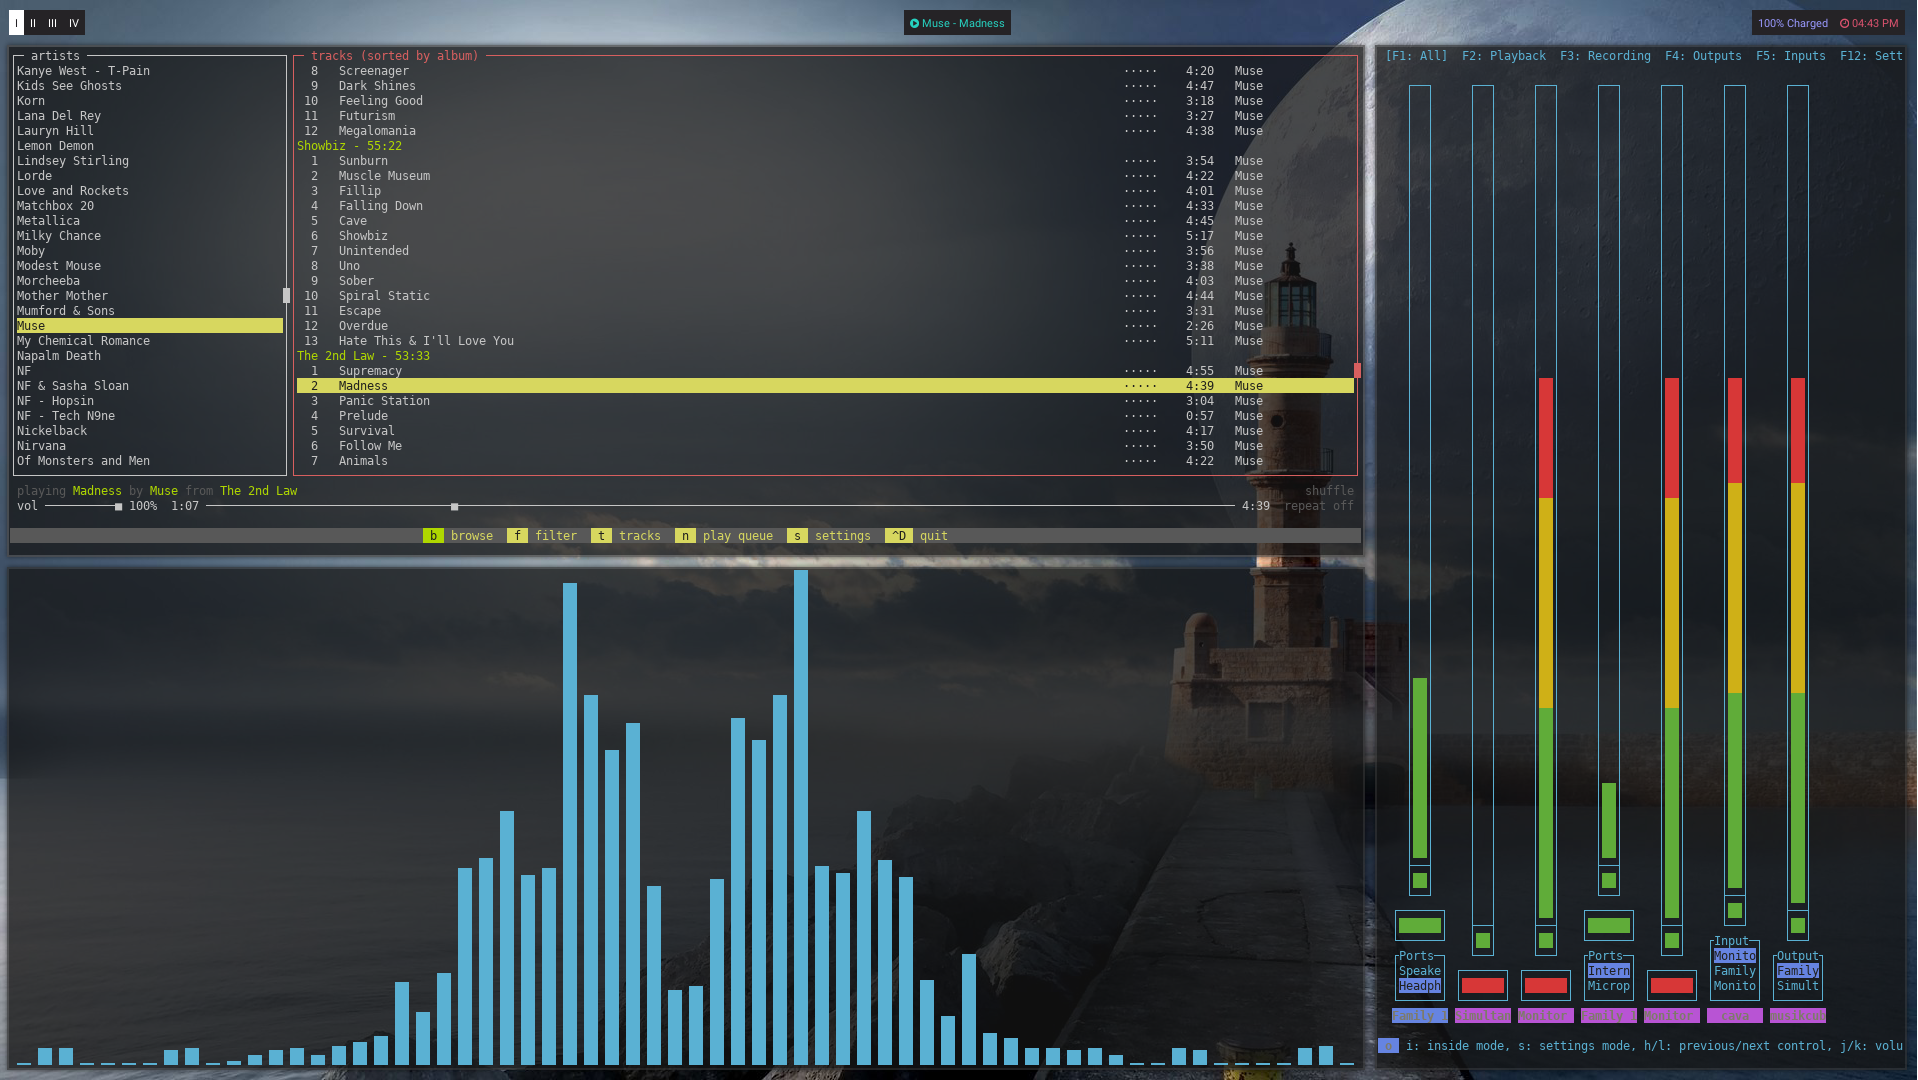 I II III IV
Muse - Madness
100% Charged 04:43 PM
artists
Kanye West - T-Pain
Kids See Ghosts
Korn
Lana Del Rey
Lauryn Hill
Lemon Demon
Lindsey Stirling
Lorde
Love and Rockets
Matchbox 20
Metallica
Milky Chance
Moby
Modest Mouse
Morcheeba
Mother Mother
Mumford & Sons
Muse
My Chemical Romance
Napalm Death
NF
NF & Sasha Sloan
NF - Hopsin
NF - Tech N9ne
Nickelback
Nirvana
Of Monsters and Men
tracks (sorted by album)
8 Screenager ····· 4:20 Muse
9 Dark Shines ····· 4:47 Muse
10 Feeling Good ····· 3:18 Muse
11 Futurism ····· 3:27 Muse
12 Megalomania ····· 4:38 Muse
Showbiz - 55:22
1 Sunburn ····· 3:54 Muse
2 Muscle Museum ····· 4:22 Muse
3 Fillip ····· 4:01 Muse
4 Falling Down ····· 4:33 Muse
5 Cave ····· 4:45 Muse
6 Showbiz ····· 5:17 Muse
7 Unintended ····· 3:56 Muse
8 Uno ····· 3:38 Muse
9 Sober ····· 4:03 Muse
10 Spiral Static ····· 4:44 Muse
11 Escape ····· 3:31 Muse
12 Overdue ····· 2:26 Muse
13 Hate This & I'll Love You ····· 5:11 Muse
The 2nd Law - 53:33
1 Supremacy ····· 4:55 Muse
2 Madness ····· 4:39 Muse
3 Panic Station ····· 3:04 Muse
4 Prelude ····· 0:57 Muse
5 Survival ····· 4:17 Muse
6 Follow Me ····· 3:50 Muse
7 Animals ····· 4:22 Muse
playing Madness by Muse from The 2nd Law shuffle
vol 100% 1:07 4:39 repeat off
b browse f filter t tracks n play queue s settings ^D quit
[F1: All] F2: Playback F3: Recording F4: Outputs F5: Inputs F12: Sett
Ports
Speake
Headph
Ports
Intern
Microp
Input
Monito
Family
Monito
Output
Family
Simult
Family Simultan Monitor Family Monitor cava musikcub
i: inside mode, s: settings mode, h/l: previous/next control, j/k: volu